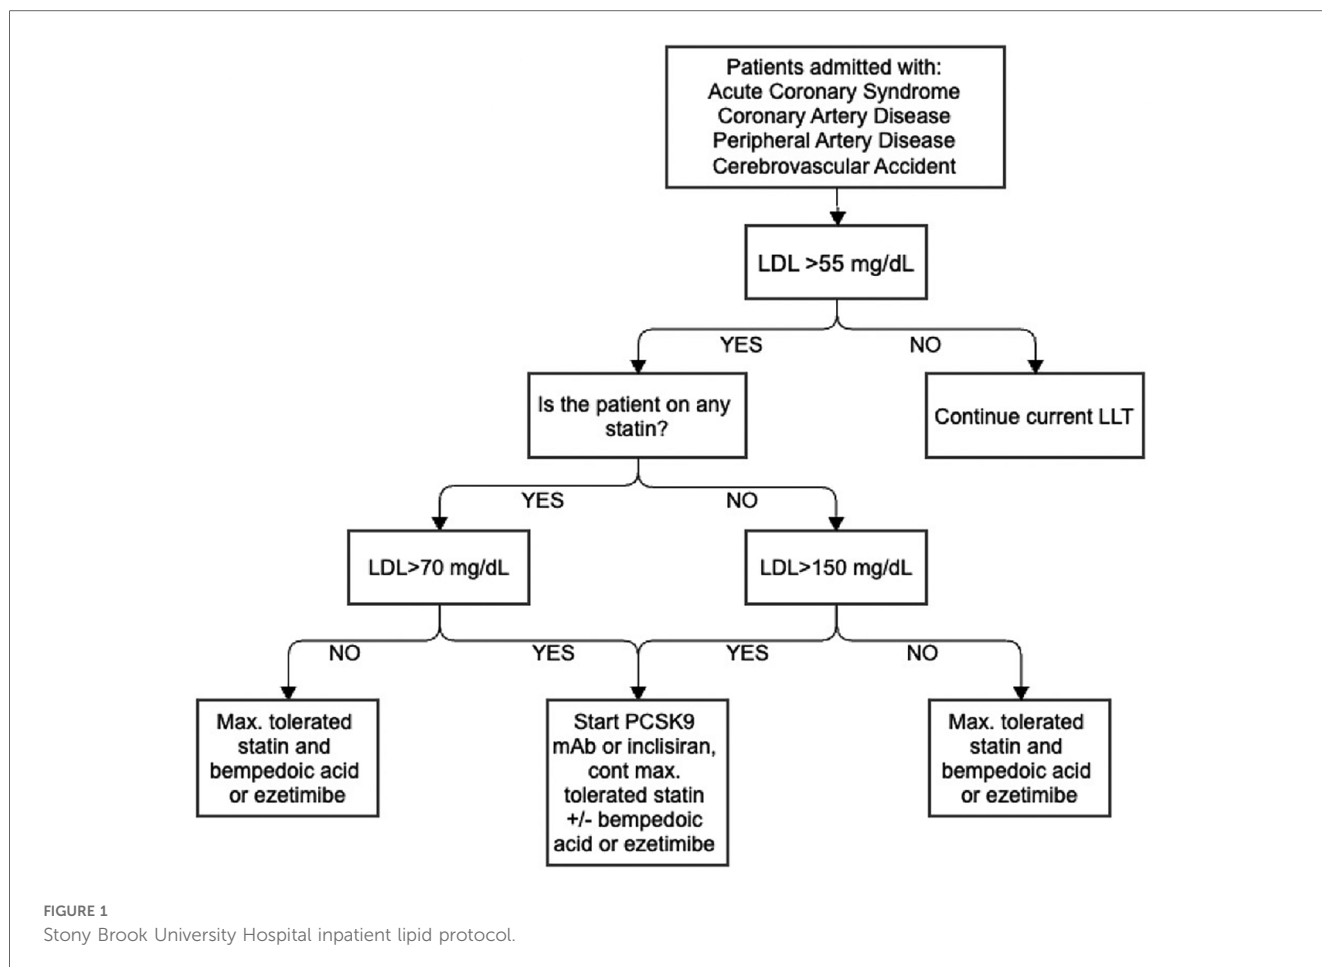 Patients admitted with:
Acute Coronary Syndrome
Coronary Artery Disease
Peripheral Artery Disease
Cerebrovascular Accident
LDL >55 mg/dL
YES
NO
Is the patient on any
statin?
Continue current LLT
YES
NO
LDL>70 mg/dL
LDL>150 mg/dL
NO
YES
YES
NO
Max. tolerated
statin and
bempedoic acid
or ezetimibe
Start PCSK9
mAb or inclisiran,
cont max.
tolerated statin
+/- bempedoic
acid or ezetimibe
Max. tolerated
statin and
bempedoic acid
or ezetimibe
FIGURE 1
Stony Brook University Hospital inpatient lipid protocol.